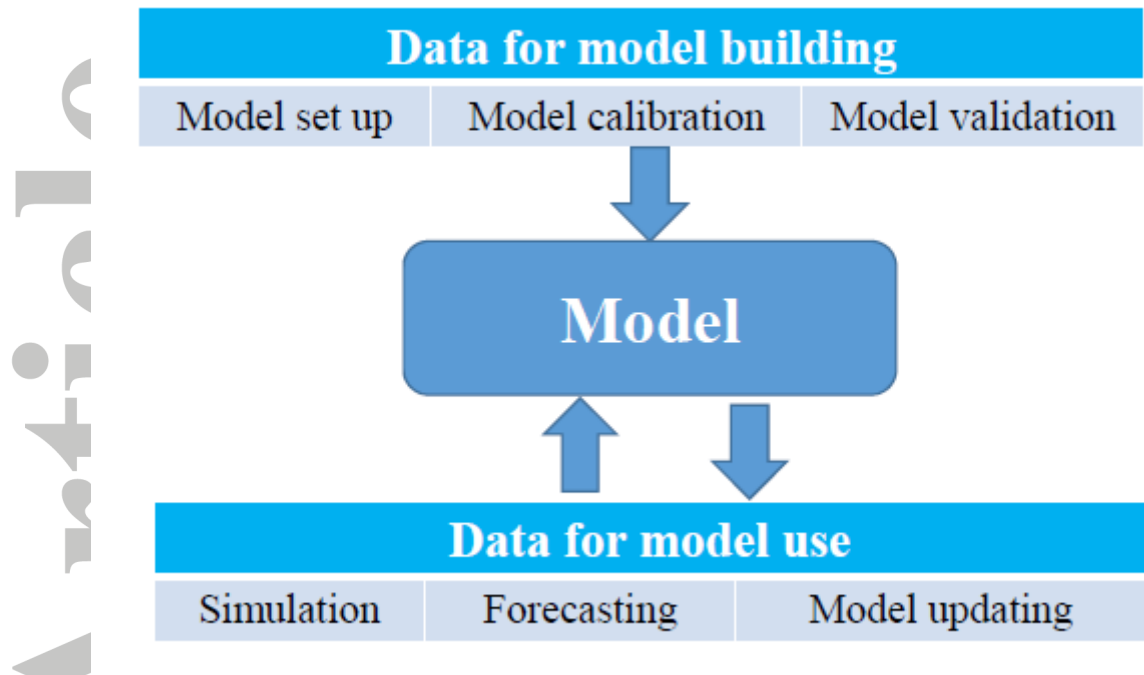 Data for model building
Model set up Model calibration Model validation
Model
Data for model use
Simulation Forecasting Model updating